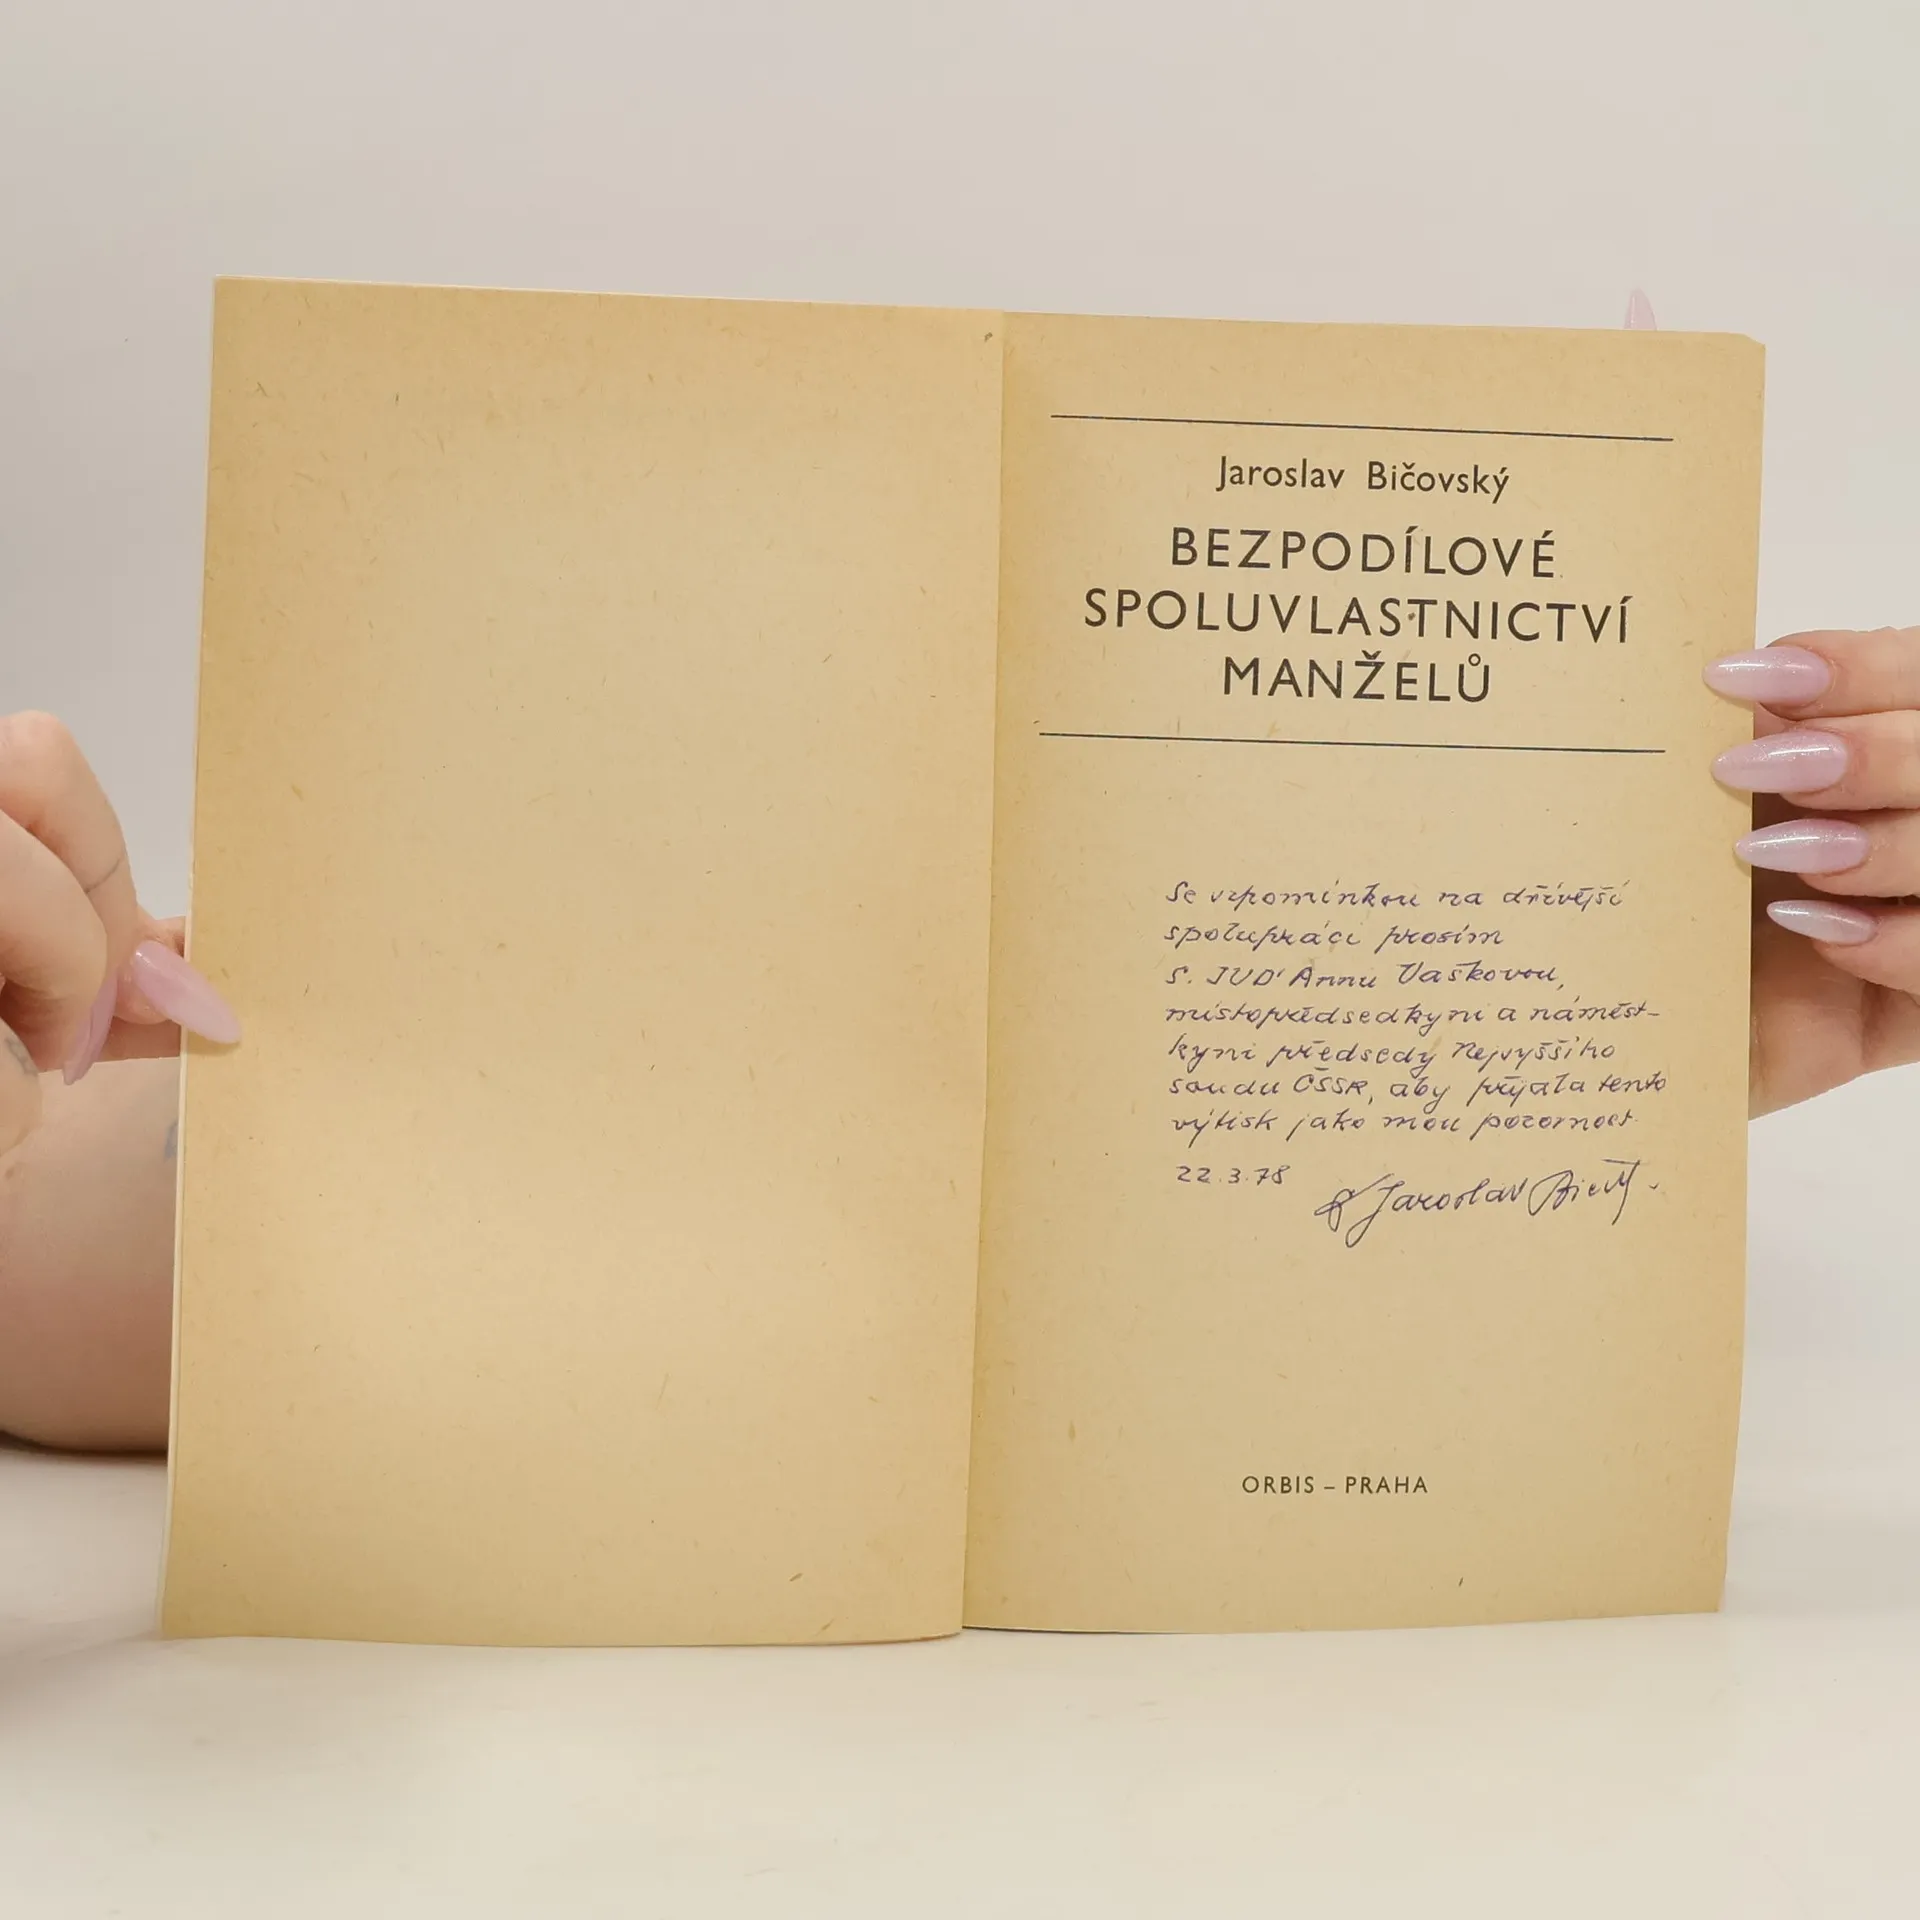 Jaroslav Bičovský
BEZPODÍLOVÉ
SPOLUVLASTNICTVÍ
MANŽELŮ
Se vzpomínkou na dřívější
spolupráci prosím
S. JUDr Annu Vaškovou,
místopředsedkyni a náměst-
kyni předsedy Nejvyššího
soudu ČSSR, aby přijala tento
výtisk jako mou pozornost.
22.3.78
Jaroslav
ORBIS – PRAHA